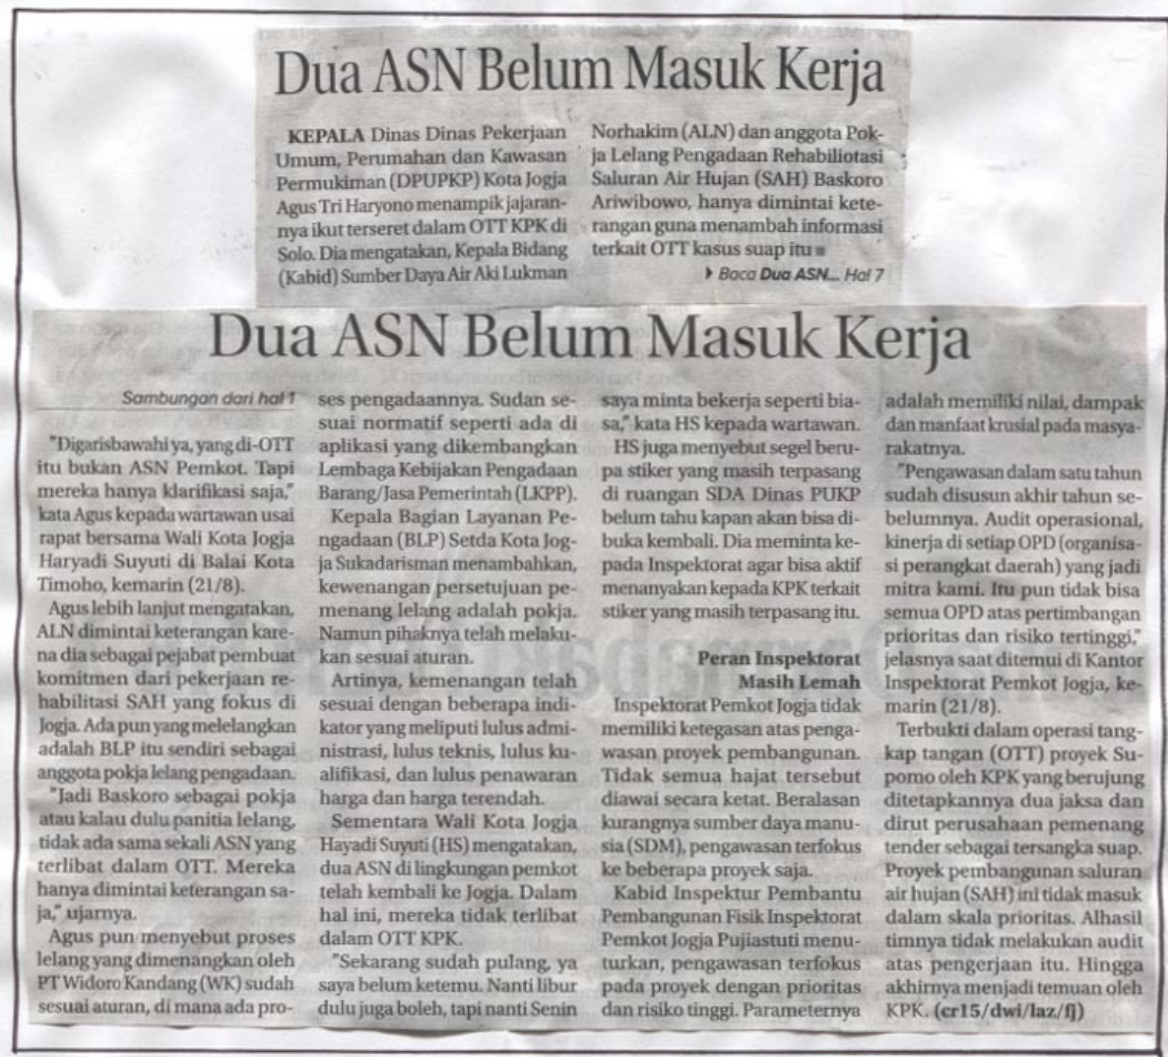 Dua ASN Belum Masuk Kerja
KEPALA Dinas Dinas Pekerjaan
Umum, Perumahan dan Kawasan
Permukiman (DPUPKP) Kota Jogja
Agus Tri Haryono menampik jajaran-
nya ikut terseret dalam OTT KPK di
Solo. Dia mengatakan, Kepala Bidang
(Kabid) Sumber Daya Air Aki Lukman
Norhakim (ALN) dan anggota Pok-
ja Lelang Pengadaan Rehabiliotasi
Saluran Air Hujan (SAH) Baskoro
Ariwibowo, hanya dimintai kete-
rangan guna menambah informasi
terkait OTT kasus suap itu ■
▶ Baca Dua ASN... Hal 7
Dua ASN Belum Masuk Kerja
Sambungan dari hal 1
"Digarisbawahi ya, yang di-OTT
itu bukan ASN Pemkot. Tapi
mereka hanya klarifikasi saja,"
kata Agus kepada wartawan usai
rapat bersama Wali Kota Jogja
Haryadi Suyuti di Balai Kota
Timoho, kemarin (21/8).
Agus lebih lanjut mengatakan,
ALN dimintai keterangan kare-
na dia sebagai pejabat pembuat
komitmen dari pekerjaan re-
habilitasi SAH yang fokus di
Jogja. Ada pun yang melelangkan
adalah BLP itu sendiri sebagai
anggota pokja lelang pengadaan.
"Jadi Baskoro sebagai pokja
atau kalau dulu panitia lelang,
tidak ada sama sekali ASN yang
terlibat dalam OTT. Mereka
hanya dimintai keterangan sa-
ja," ujarnya.
Agus pun menyebut proses
lelang yang dimenangkan oleh
PT Widoro Kandang (WK) sudah
sesuai aturan, di mana ada pro-
ses pengadaannya. Sudan se-
suai normatif seperti ada di
aplikasi yang dikembangkan
Lembaga Kebijakan Pengadaan
Barang/Jasa Pemerintah (LKPP).
Kepala Bagian Layanan Pe-
ngadaan (BLP) Setda Kota Jog-
ja Sukadarisman menambahkan,
kewenangan persetujuan pe-
menang lelang adalah pokja.
Namun pihaknya telah melaku-
kan sesuai aturan.
Artinya, kemenangan telah
sesuai dengan beberapa indi-
kator yang meliputi lulus admi-
nistrasi, lulus teknis, lulus ku-
alifikasi, dan lulus penawaran
harga dan harga terendah.
Sementara Wali Kota Jogja
Hayadi Suyuti (HS) mengatakan,
dua ASN di lingkungan pemkot
telah kembali ke Jogja. Dalam
hal ini, mereka tidak terlibat
dalam OTT KPK.
"Sekarang sudah pulang, ya
saya belum ketemu. Nanti libur
dulu juga boleh, tapi nanti Senin
saya minta bekerja seperti bia-
sa," kata HS kepada wartawan.
HS juga menyebut segel beru-
pa stiker yang masih terpasang
di ruangan SDA Dinas PUKP
belum tahu kapan akan bisa di-
buka kembali. Dia meminta ke-
pada Inspektorat agar bisa aktif
menanyakan kepada KPK terkait
stiker yang masih terpasang itu.
Peran Inspektorat
Masih Lemah
Inspektorat Pemkot Jogja tidak
memiliki ketegasan atas penga-
wasan proyek pembangunan.
Tidak semua hajat tersebut
diawai secara ketat. Beralasan
kurangnya sumber daya manu-
sia (SDM), pengawasan terfokus
ke beberapa proyek saja.
Kabid Inspektur Pembantu
Pembangunan Fisik Inspektorat
Pemkot Jogja Pujiastuti menu-
turkan, pengawasan terfokus
pada proyek dengan prioritas
dan risiko tinggi. Parameternya
adalah memiliki nilai, dampak
dan manfaat krusial pada masya-
rakatnya.
"Pengawasan dalam satu tahun
sudah disusun akhir tahun se-
belumnya. Audit operasional,
kinerja di setiap OPD (organisa-
si perangkat daerah) yang jadi
mitra kami. Itu pun tidak bisa
semua OPD atas pertimbangan
prioritas dan risiko tertinggi,"
jelasnya saat ditemui di Kantor
Inspektorat Pemkot Jogja, ke-
marin (21/8).
Terbukti dalam operasi tang-
kap tangan (OTT) proyek Su-
pomo oleh KPK yang berujung
ditetapkannya dua jaksa dan
dirut perusahaan pemenang
tender sebagai tersangka suap.
Proyek pembangunan saluran
air hujan (SAH) ini tidak masuk
dalam skala prioritas. Alhasil
timnya tidak melakukan audit
atas pengerjaan itu. Hingga
akhirnya menjadi temuan oleh
KPK. (cr15/dwi/laz/fj)